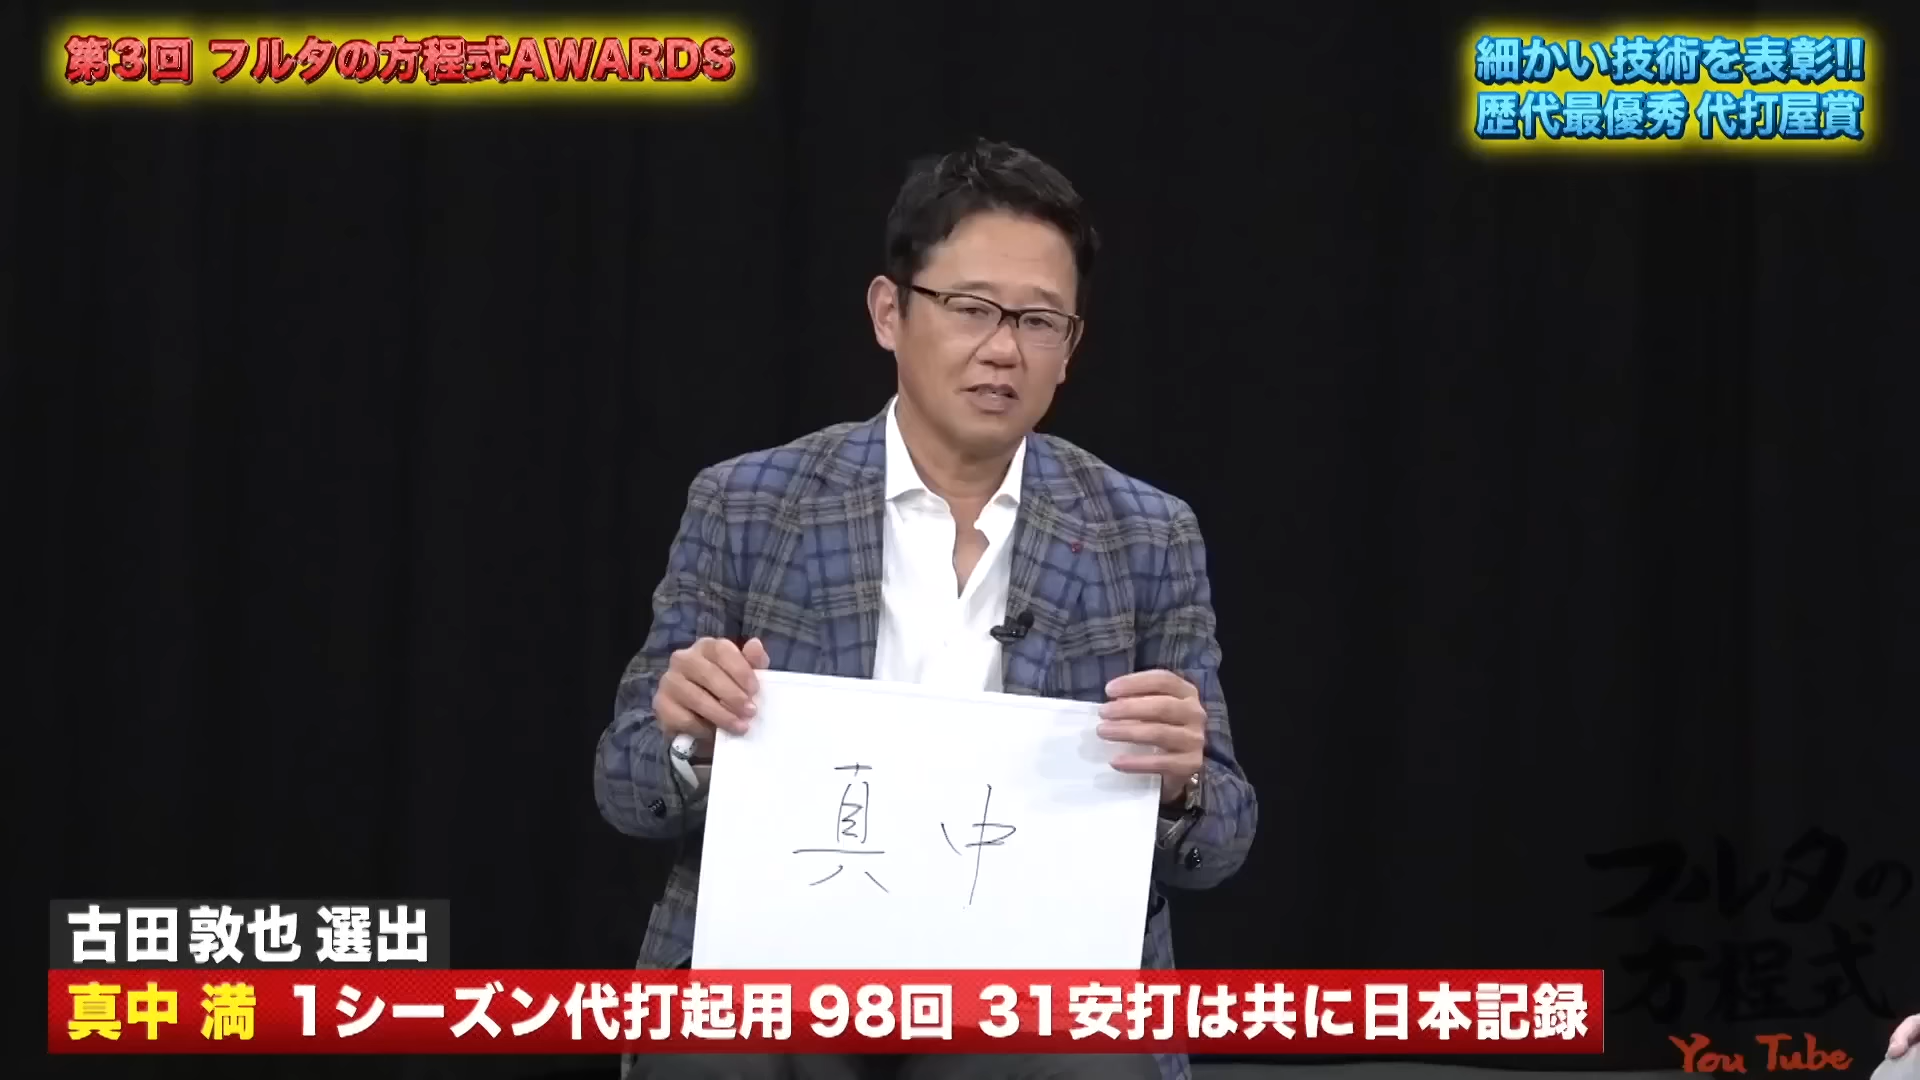 第3回 フルタの方程式AWARDS
細かい技術を表彰!!
歴代最優秀 代打屋賞
真中
古田敦也 選出
真中 満 1シーズン代打起用98回 31安打は共に日本記録
フルタの
方程式
YouTube